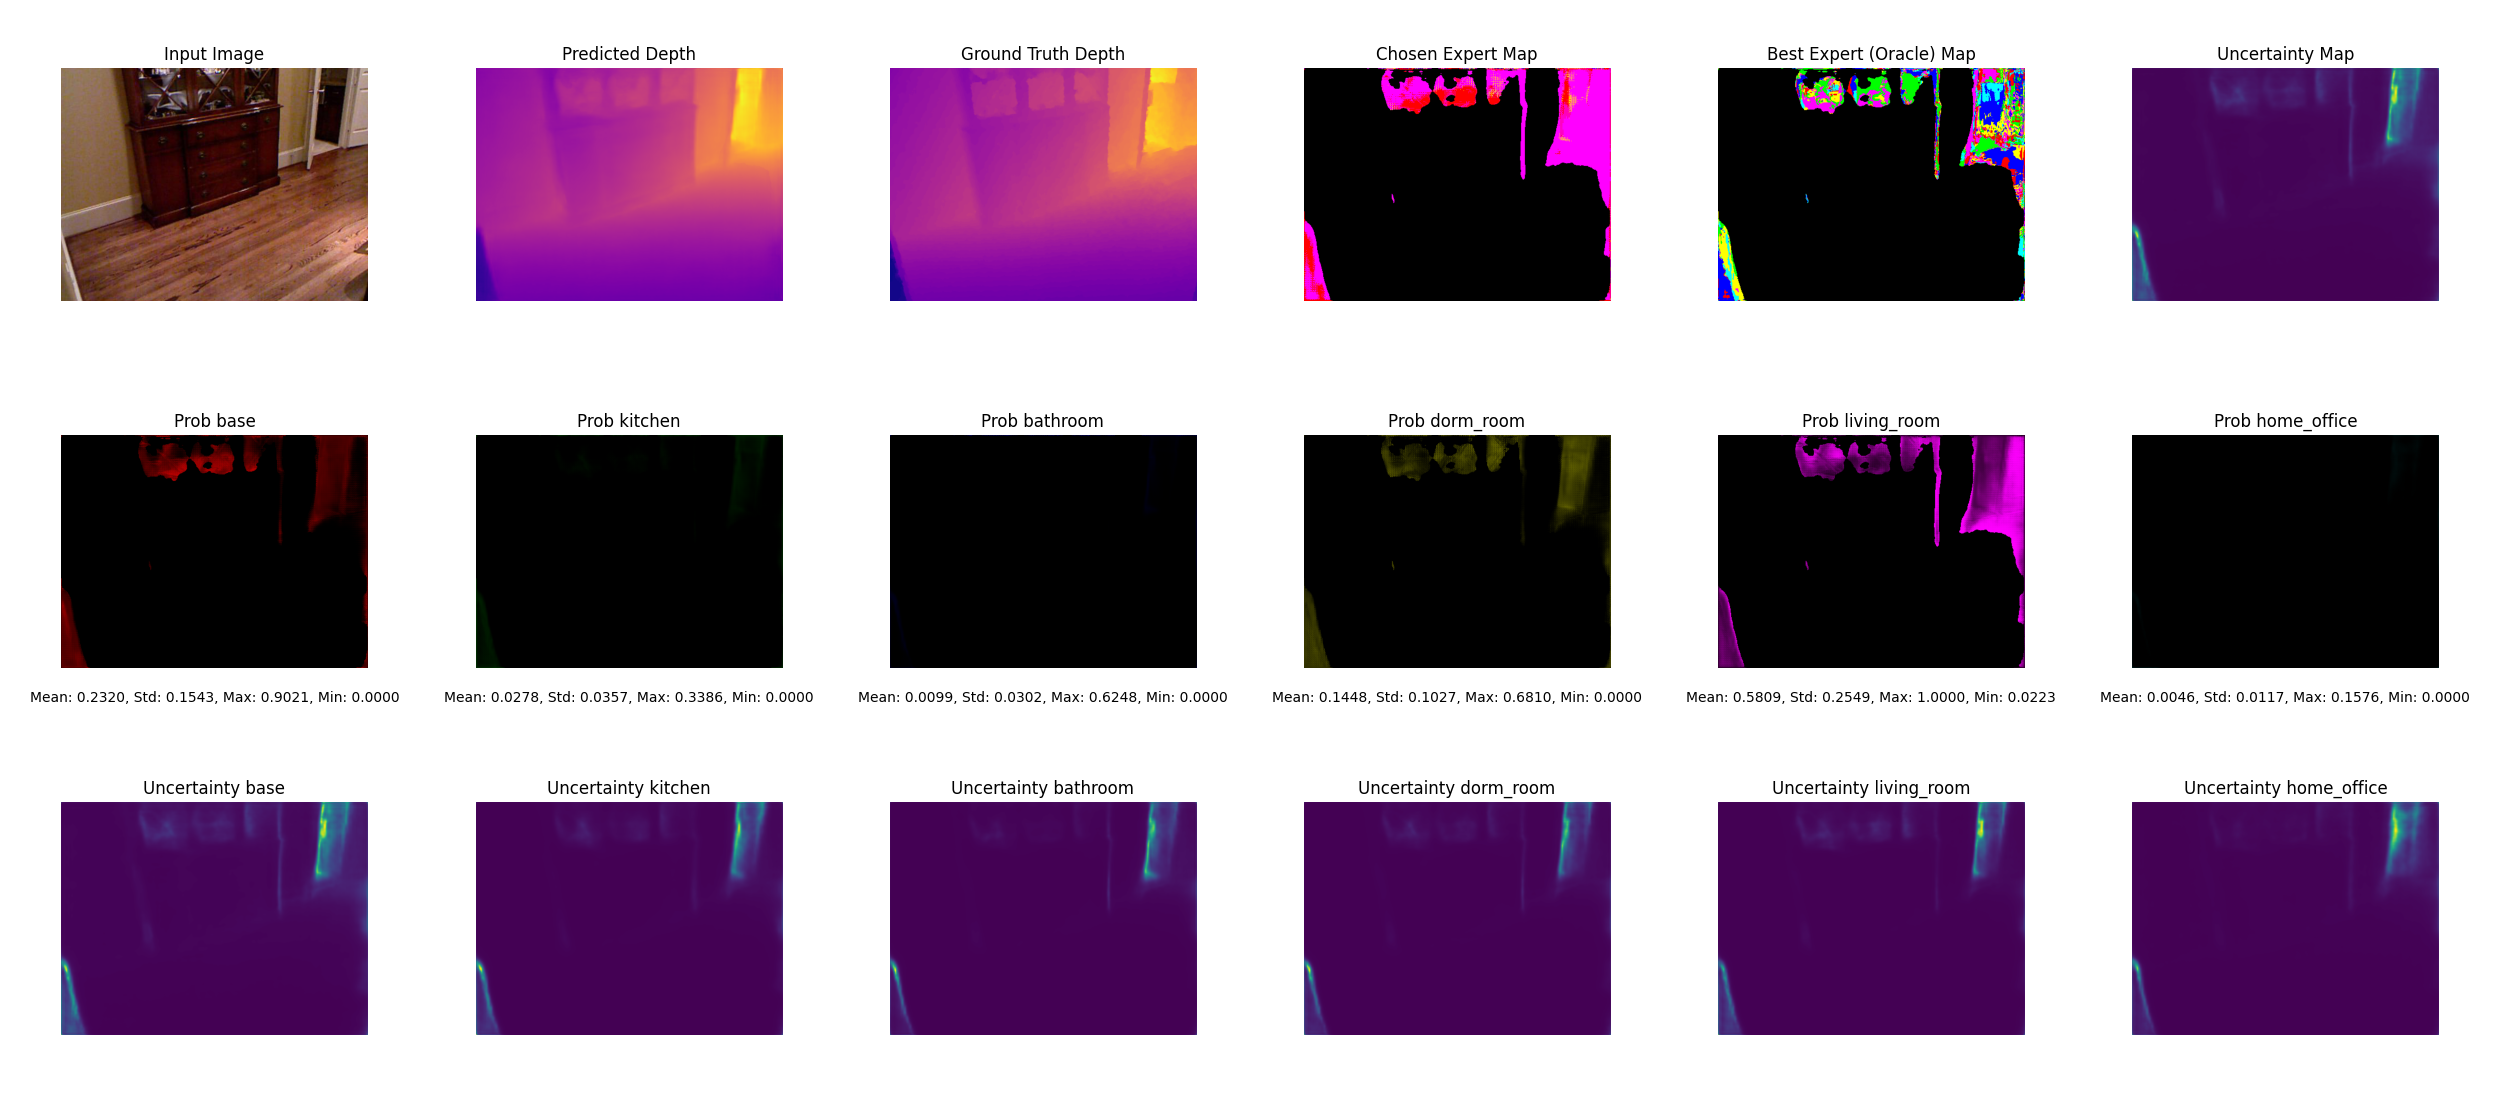 Input Image
Predicted Depth
Ground Truth Depth
Chosen Expert Map
Best Expert (Oracle) Map
Uncertainty Map
Prob base
Prob kitchen
Prob bathroom
Prob dorm_room
Prob living_room
Prob home_office
Mean: 0.2320, Std: 0.1543, Max: 0.9021, Min: 0.0000
Mean: 0.0278, Std: 0.0357, Max: 0.3386, Min: 0.0000
Mean: 0.0099, Std: 0.0302, Max: 0.6248, Min: 0.0000
Mean: 0.1448, Std: 0.1027, Max: 0.6810, Min: 0.0000
Mean: 0.5809, Std: 0.2549, Max: 1.0000, Min: 0.0223
Mean: 0.0046, Std: 0.0117, Max: 0.1576, Min: 0.0000
Uncertainty base
Uncertainty kitchen
Uncertainty bathroom
Uncertainty dorm_room
Uncertainty living_room
Uncertainty home_office